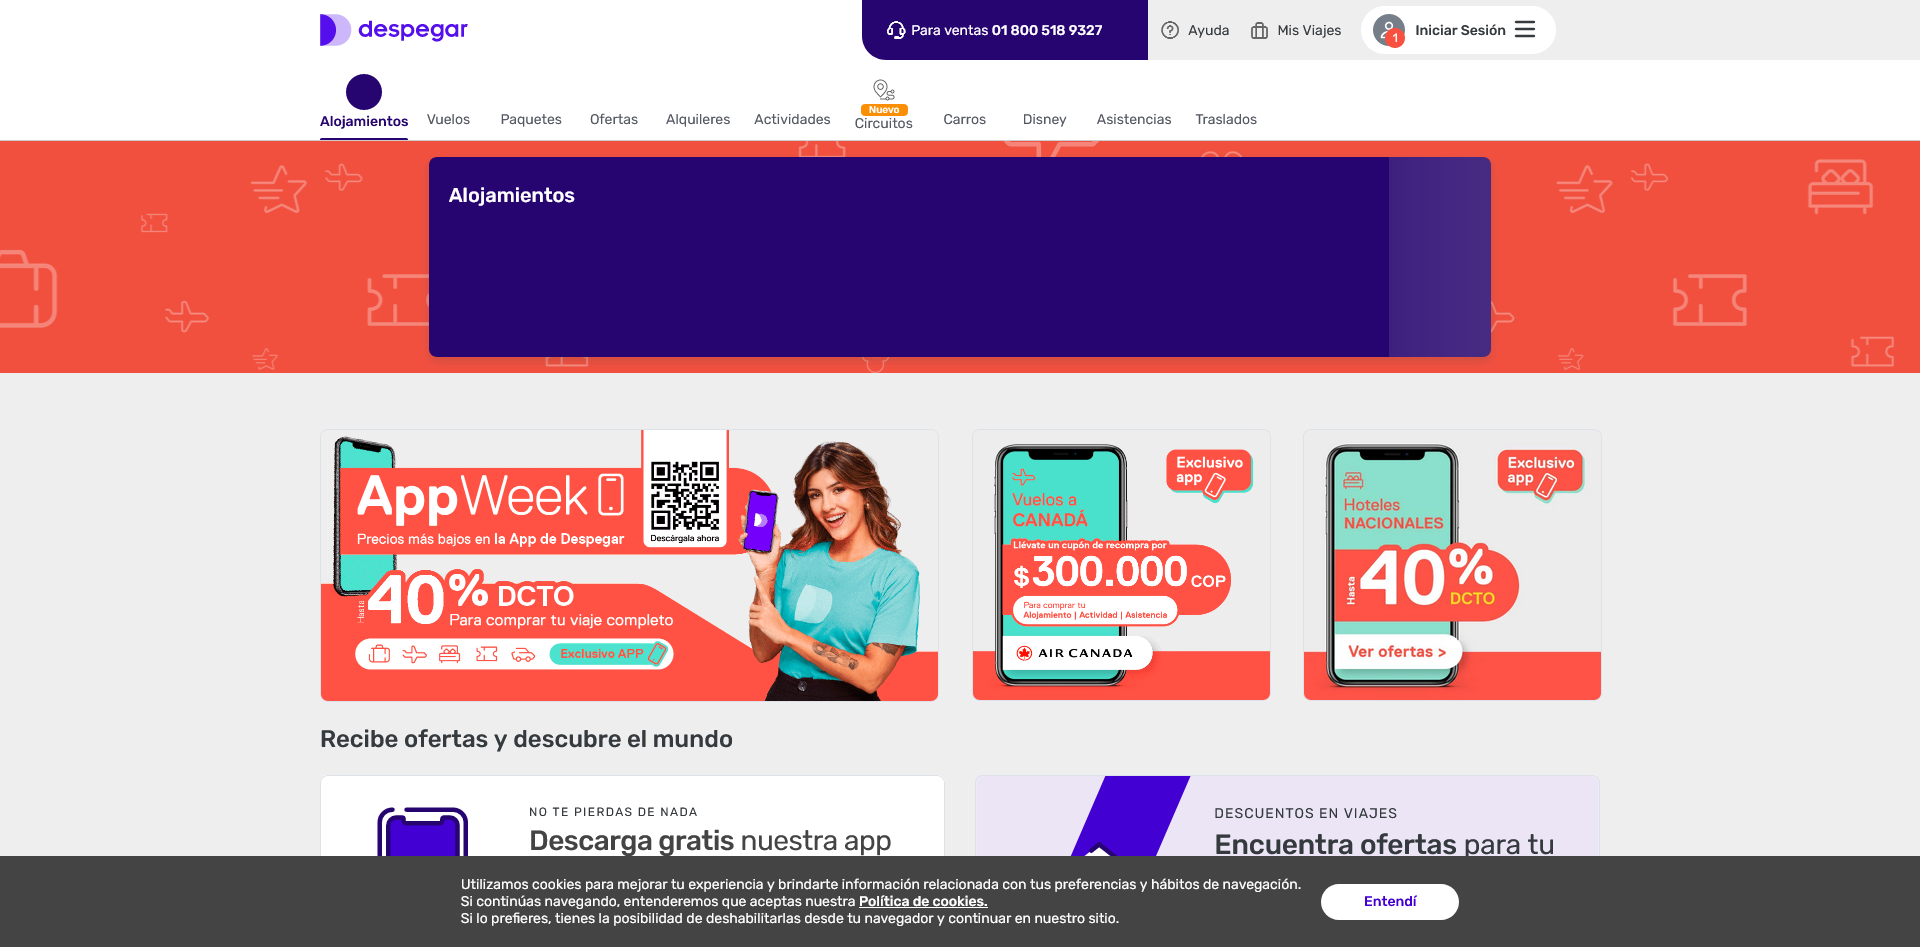 despegar
Para ventas 01 800 518 9327
Ayuda
Mis Viajes
1
Iniciar Sesión
Alojamientos
Vuelos
Paquetes
Ofertas
Alquileres
Actividades
Nuevo
Circuitos
Carros
Disney
Asistencias
Traslados
Alojamientos
AppWeek
Precios más bajos en la App de Despegar
Descárgala ahora
Hasta
40% DCTO
Para comprar tu viaje completo
Exclusivo APP
Exclusivo
app
Vuelos a
CANADÁ
Llévate un cupón de recompra por
$300.000 COP
Para comprar tu
Alojamiento | Actividad | Asistencia
AIR CANADA
Exclusivo
app
Hoteles
NACIONALES
Hasta
40%
DCTO
Ver ofertas >
Recibe ofertas y descubre el mundo
NO TE PIERDAS DE NADA
Descarga gratis nuestra app
DESCUENTOS EN VIAJES
Encuentra ofertas para tu
Utilizamos cookies para mejorar tu experiencia y brindarte información relacionada con tus preferencias y hábitos de navegación.
Si continúas navegando, entenderemos que aceptas nuestra Política de cookies.
Si lo prefieres, tienes la posibilidad de deshabilitarlas desde tu navegador y continuar en nuestro sitio.
Entendí